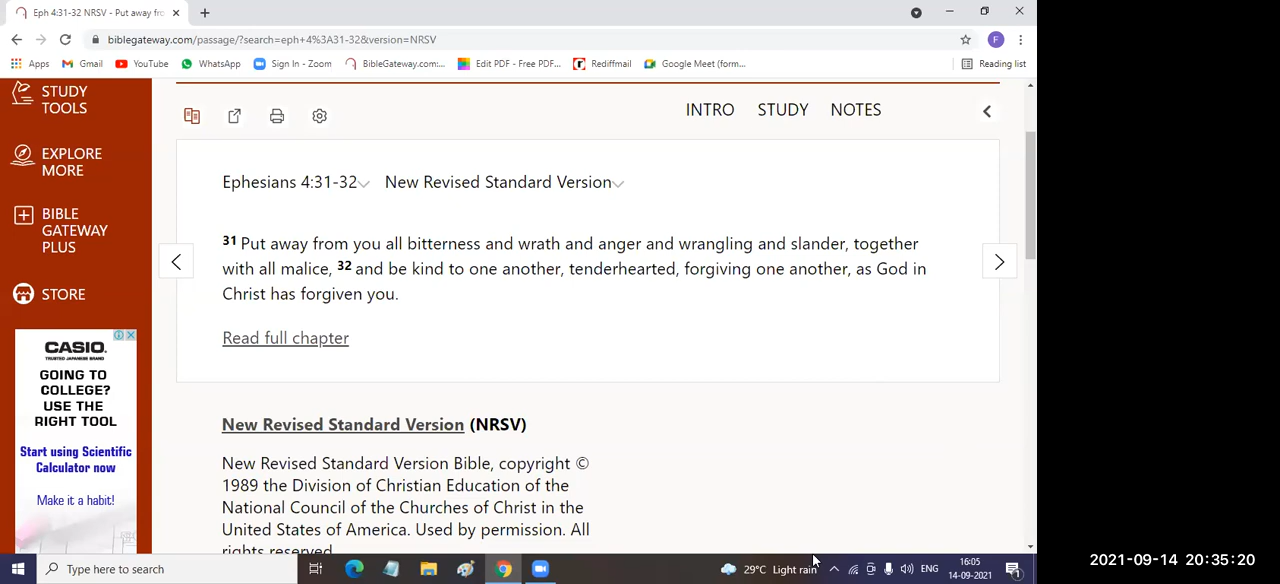 Eph 4:31-32 NRSV - Put away from
biblegateway.com/passage/?search=eph+4%3A31-32&version=NRSV
F
Apps Gmail YouTube WhatsApp Sign In - Zoom BibleGateway.com:... Edit PDF - Free PDF... Rediffmail Google Meet (form... Reading list
STUDY
TOOLS
EXPLORE
MORE
BIBLE
GATEWAY
PLUS
STORE
CASIO.
TRUSTED JAPANESE BRAND
GOING TO
COLLEGE?
USE THE
RIGHT TOOL
Start using Scientific
Calculator now
Make it a habit!
INTRO STUDY NOTES
Ephesians 4:31-32 New Revised Standard Version
31 Put away from you all bitterness and wrath and anger and wrangling and slander, together
with all malice, 32 and be kind to one another, tenderhearted, forgiving one another, as God in
Christ has forgiven you.
Read full chapter
New Revised Standard Version (NRSV)
New Revised Standard Version Bible, copyright ©
1989 the Division of Christian Education of the
National Council of the Churches of Christ in the
United States of America. Used by permission. All
rights reserved
Type here to search
29°C Light rain
ENG
16:05
14-09-2021
1
2021-09-14 20:35:20